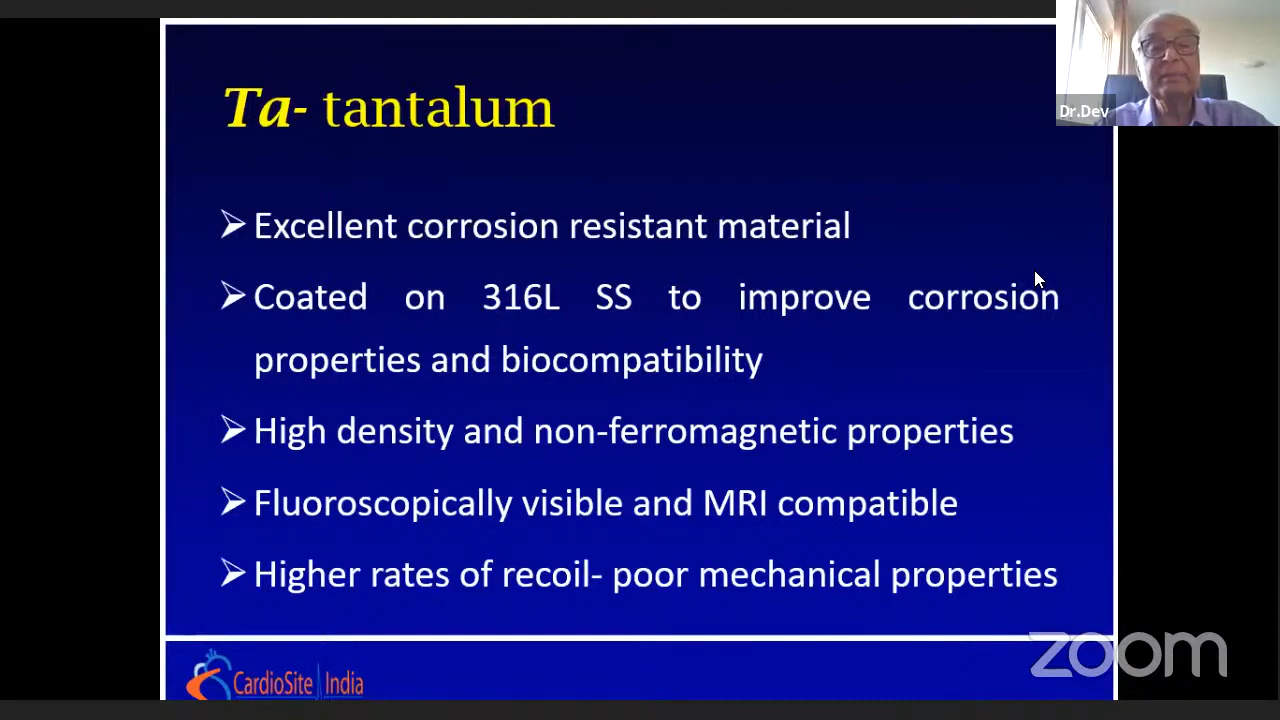 Ta- tantalum
Dr.Dev
➢ Excellent corrosion resistant material
➢ Coated on 316L SS to improve corrosion
properties and biocompatibility
➢ High density and non-ferromagnetic properties
➢ Fluoroscopically visible and MRI compatible
➢ Higher rates of recoil- poor mechanical properties
zoom
CardioSite India